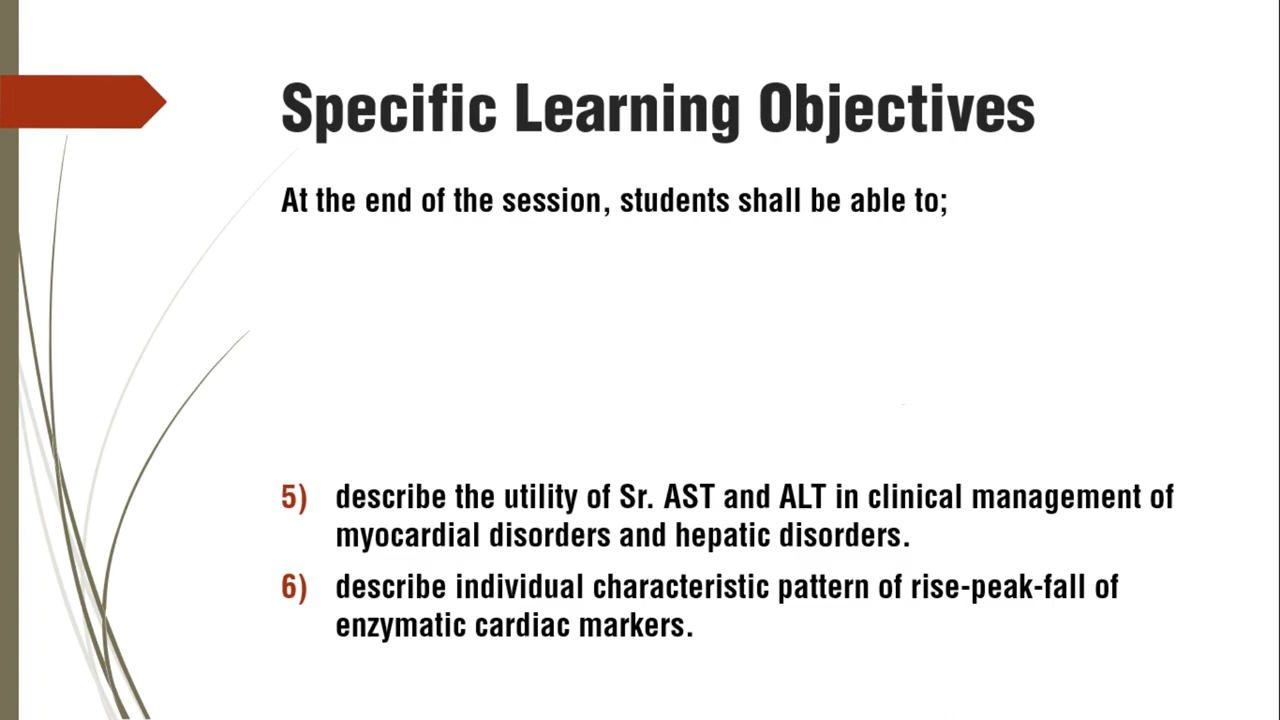 Specific Learning Objectives
At the end of the session, students shall be able to;
5) describe the utility of Sr. AST and ALT in clinical management of
myocardial disorders and hepatic disorders.
6) describe individual characteristic pattern of rise-peak-fall of
enzymatic cardiac markers.